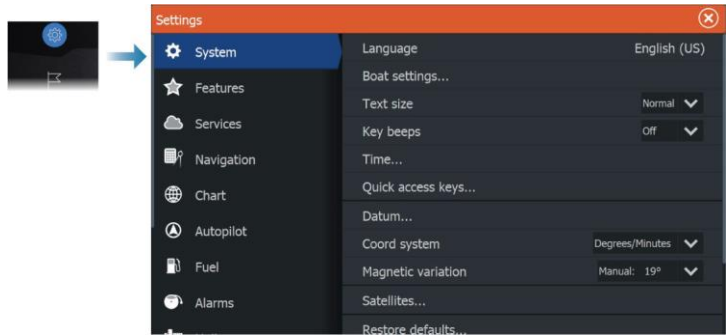 Settings
System
Features
Services
Navigation
Chart
Autopilot
Fuel
Alarms
Language English (US)
Boat settings...
Text size Normal
Key beeps Off
Time...
Quick access keys...
Datum...
Coord system Degrees/Minutes
Magnetic variation Manual: 19°
Satellites...
Restore defaults...